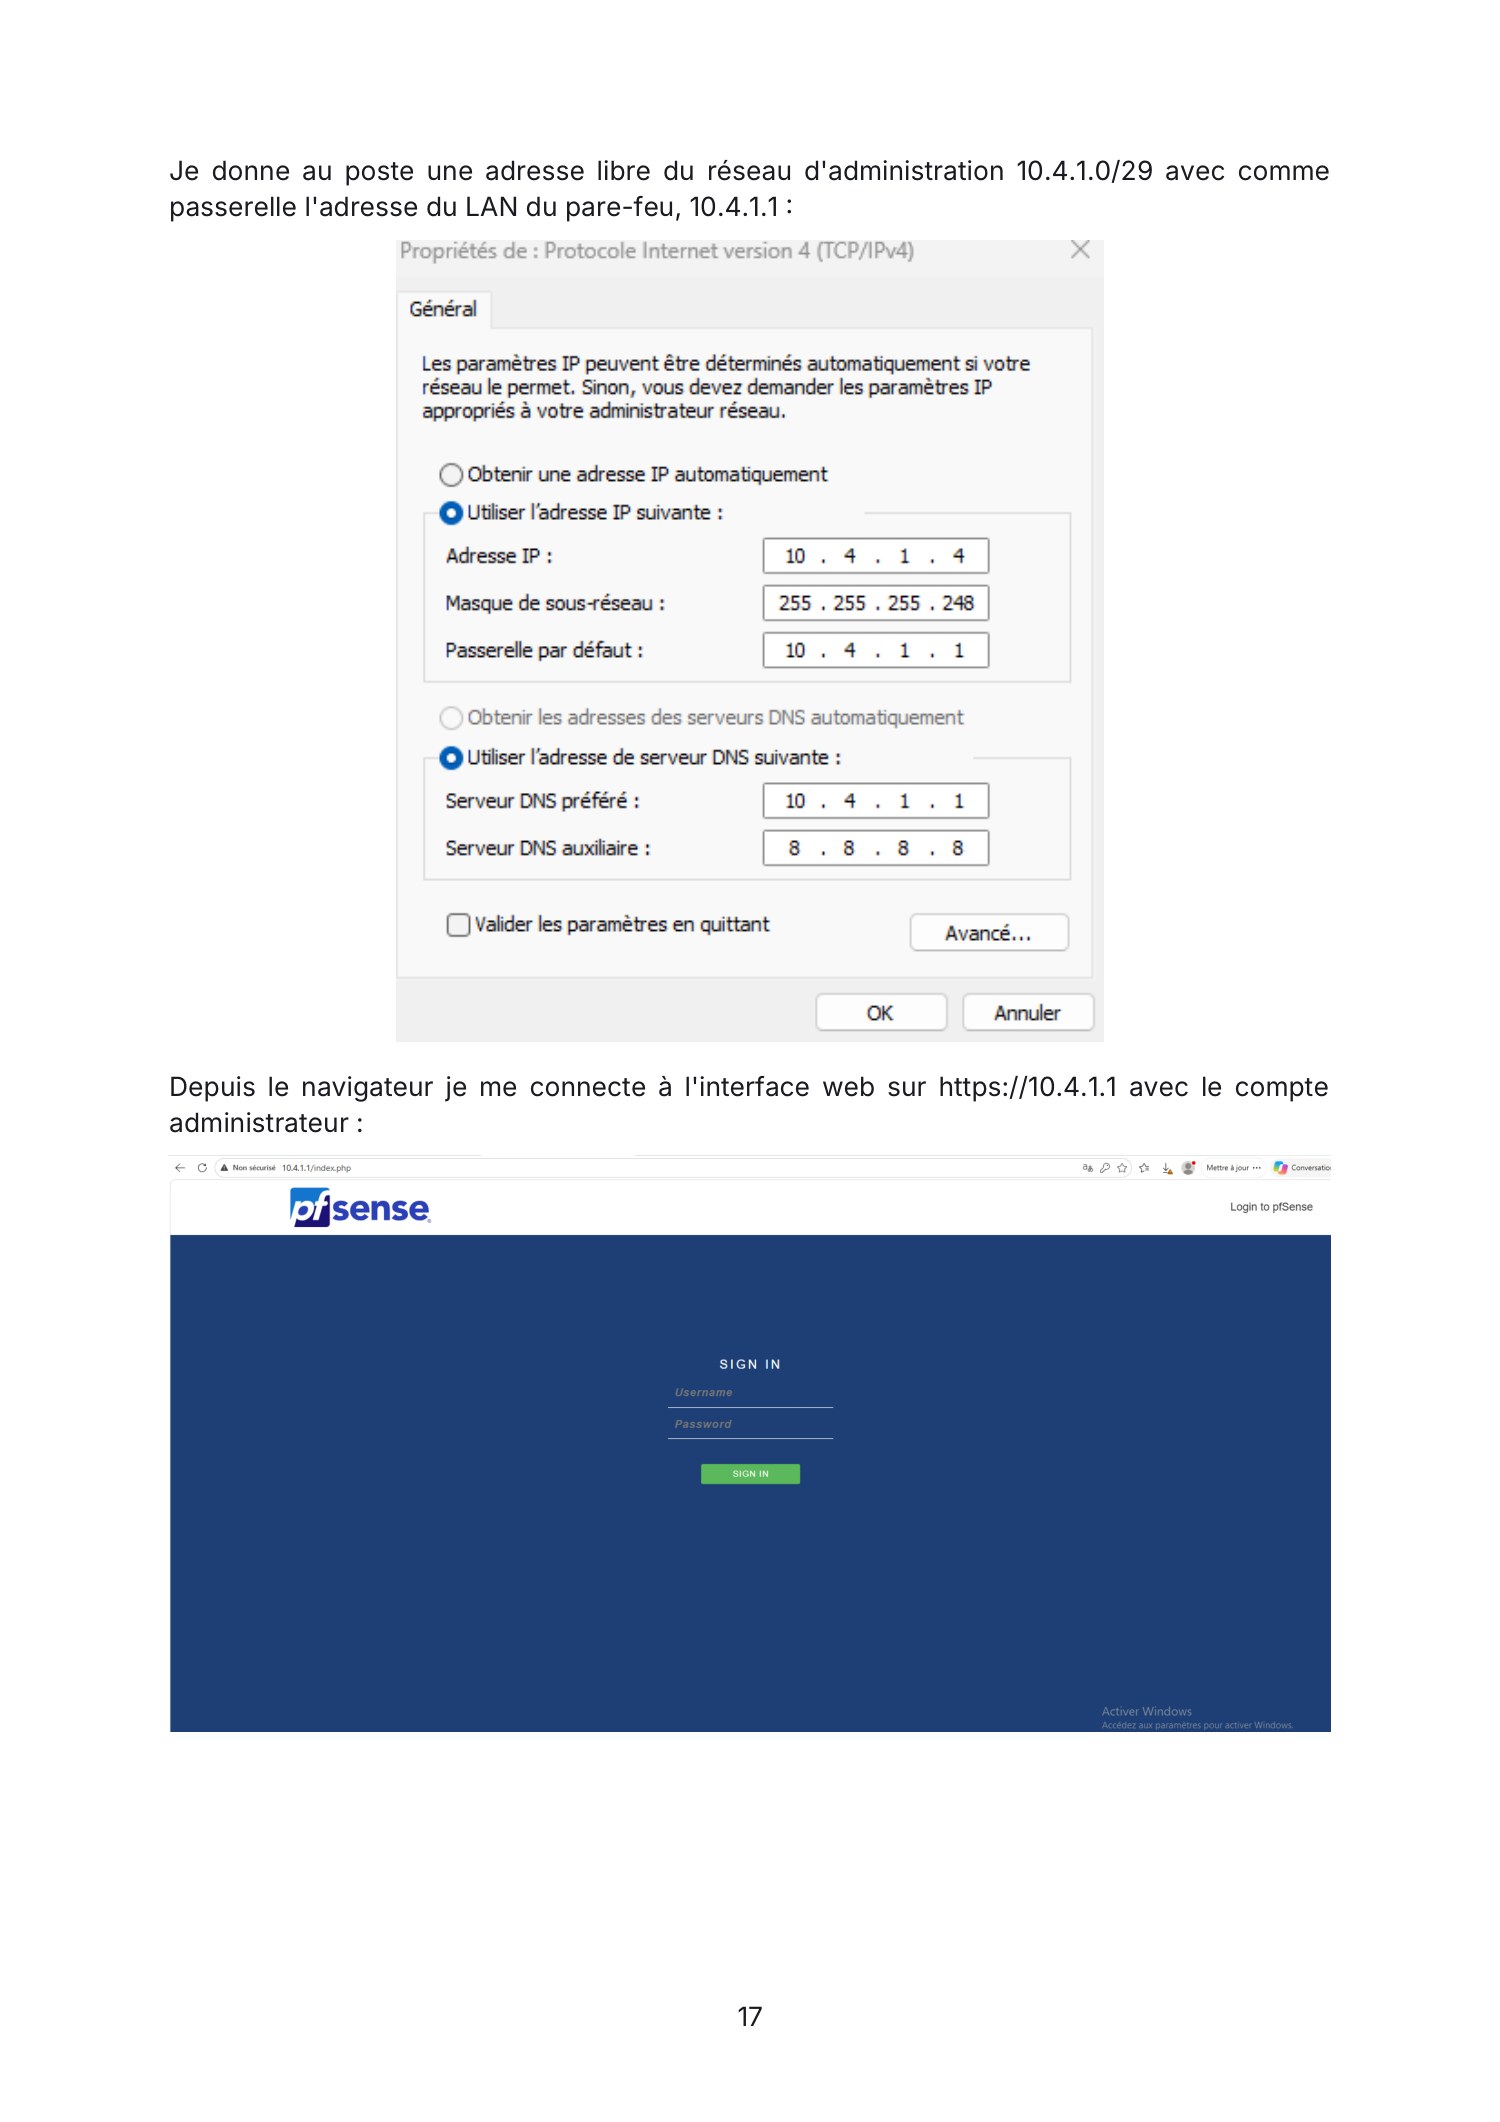 Je donne au poste une adresse libre du réseau d'administration 10.4.1.0/29 avec comme
passerelle l'adresse du LAN du pare-feu, 10.4.1.1 :
Propriétés de : Protocole Internet version 4 (TCP/IPv4)
Général
Les paramètres IP peuvent être déterminés automatiquement si votre
réseau le permet. Sinon, vous devez demander les paramètres IP
appropriés à votre administrateur réseau.
Obtenir une adresse IP automatiquement
Utiliser l’adresse IP suivante :
Adresse IP : 10 . 4 . 1 . 4
Masque de sous-réseau : 255 . 255 . 255 . 248
Passerelle par défaut : 10 . 4 . 1 . 1
Obtenir les adresses des serveurs DNS automatiquement
Utiliser l’adresse de serveur DNS suivante :
Serveur DNS préféré : 10 . 4 . 1 . 1
Serveur DNS auxiliaire : 8 . 8 . 8 . 8
Valider les paramètres en quittant
Avancé...
OK Annuler
Depuis le navigateur je me connecte à l'interface web sur https://10.4.1.1 avec le compte
administrateur :
Non sécurisé 10.4.1.1/index.php Mettre à jour ··· Conversatio
pfsense Login to pfSense
SIGN IN
Username
Password
SIGN IN
Activer Windows
Accédez aux paramètres pour activer Windows.
17